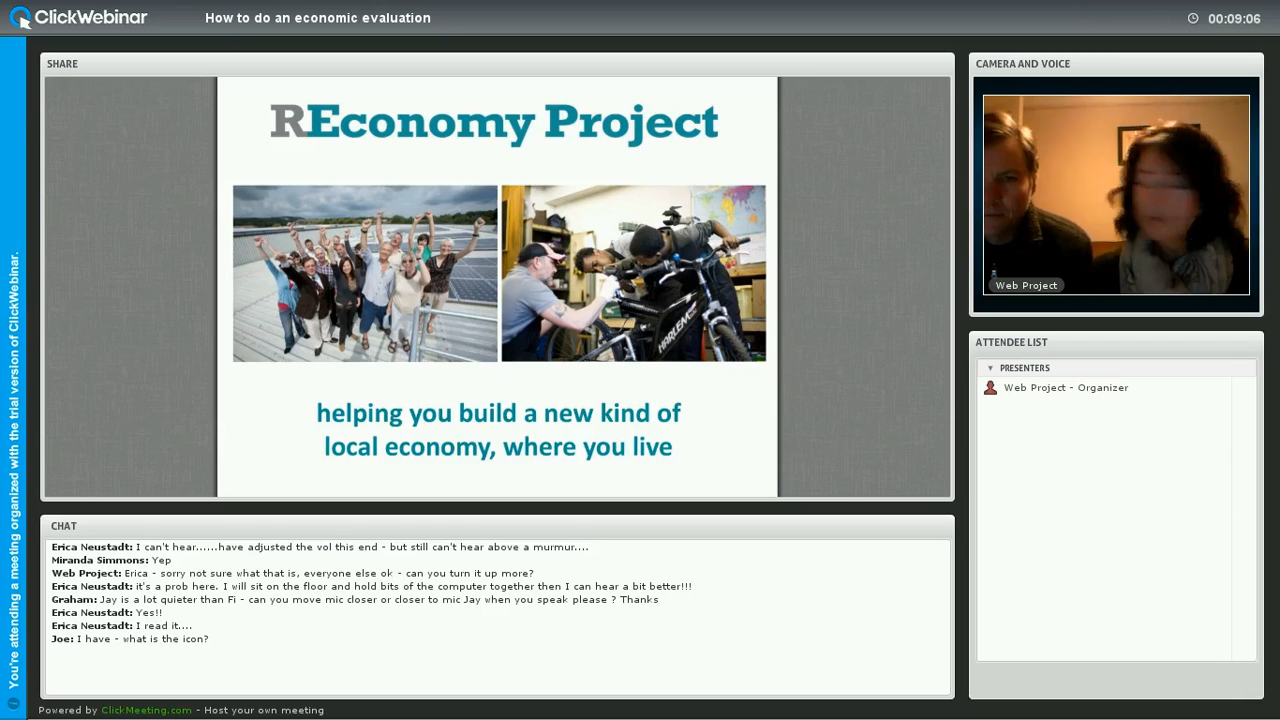 ClickWebinar
How to do an economic evaluation
00:09:06
You're attending a meeting organized with the trial version of ClickWebinar.
SHARE
REconomy Project
HARLEM
helping you build a new kind of
local economy, where you live
CAMERA AND VOICE
Web Project
ATTENDEE LIST
PRESENTERS
Web Project - Organizer
CHAT
Erica Neustadt: I can't hear......have adjusted the vol this end - but still can't hear above a murmur....
Miranda Simmons: Yep
Web Project: Erica - sorry not sure what that is, everyone else ok - can you turn it up more?
Erica Neustadt: it's a prob here. I will sit on the floor and hold bits of the computer together then I can hear a bit better!!!
Graham: Jay is a lot quieter than Fi - can you move mic closer or closer to mic Jay when you speak please ? Thanks
Erica Neustadt: Yes!!
Erica Neustadt: I read it....
Joe: I have - what is the icon?
Powered by ClickMeeting.com - Host your own meeting